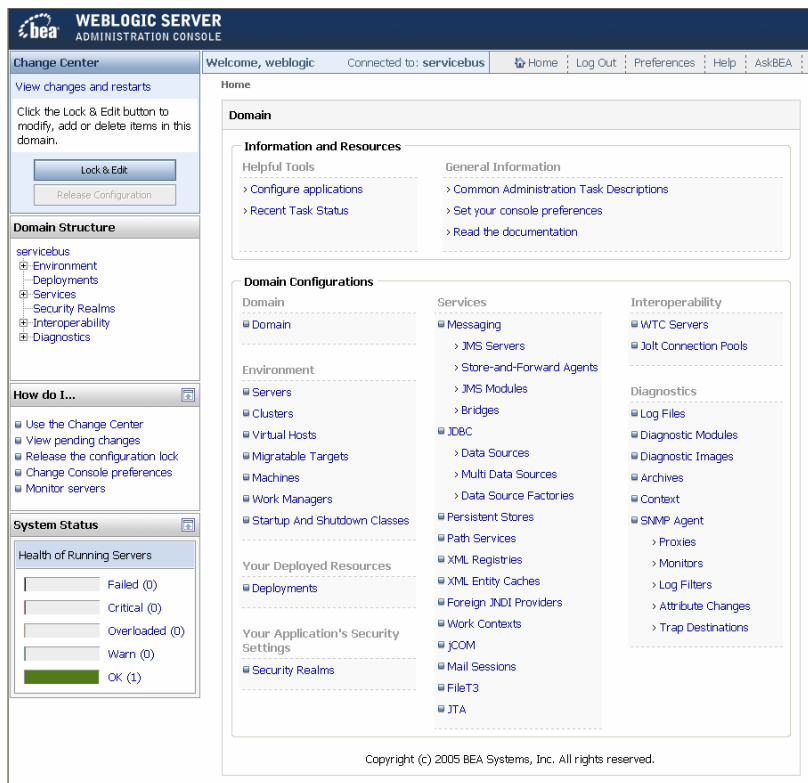 bea
WEBLOGIC SERVER
ADMINISTRATION CONSOLE
Change Center
View changes and restarts
Click the Lock & Edit button to
modify, add or delete items in this
domain.
Lock & Edit
Release Configuration
Domain Structure
servicebus
Environment
Deployments
Services
Security Realms
Interoperability
Diagnostics
How do I...
Use the Change Center
View pending changes
Release the configuration lock
Change Console preferences
Monitor servers
System Status
Health of Running Servers
Failed (0)
Critical (0)
Overloaded (0)
Warn (0)
OK (1)
Welcome, weblogic
Connected to: servicebus
Home
Log Out
Preferences
Help
AskBEA
Home
Domain
Information and Resources
Helpful Tools
Configure applications
Recent Task Status
General Information
Common Administration Task Descriptions
Set your console preferences
Read the documentation
Domain Configurations
Domain
Domain
Environment
Servers
Clusters
Virtual Hosts
Migratable Targets
Machines
Work Managers
Startup And Shutdown Classes
Your Deployed Resources
Deployments
Your Application's Security
Settings
Security Realms
Services
Messaging
JMS Servers
Store-and-Forward Agents
JMS Modules
Bridges
JDBC
Data Sources
Multi Data Sources
Data Source Factories
Persistent Stores
Path Services
XML Registries
XML Entity Caches
Foreign JNDI Providers
Work Contexts
jCOM
Mail Sessions
FileT3
JTA
Interoperability
WTC Servers
Jolt Connection Pools
Diagnostics
Log Files
Diagnostic Modules
Diagnostic Images
Archives
Context
SNMP Agent
Proxies
Monitors
Log Filters
Attribute Changes
Trap Destinations
Copyright (c) 2005 BEA Systems, Inc. All rights reserved.